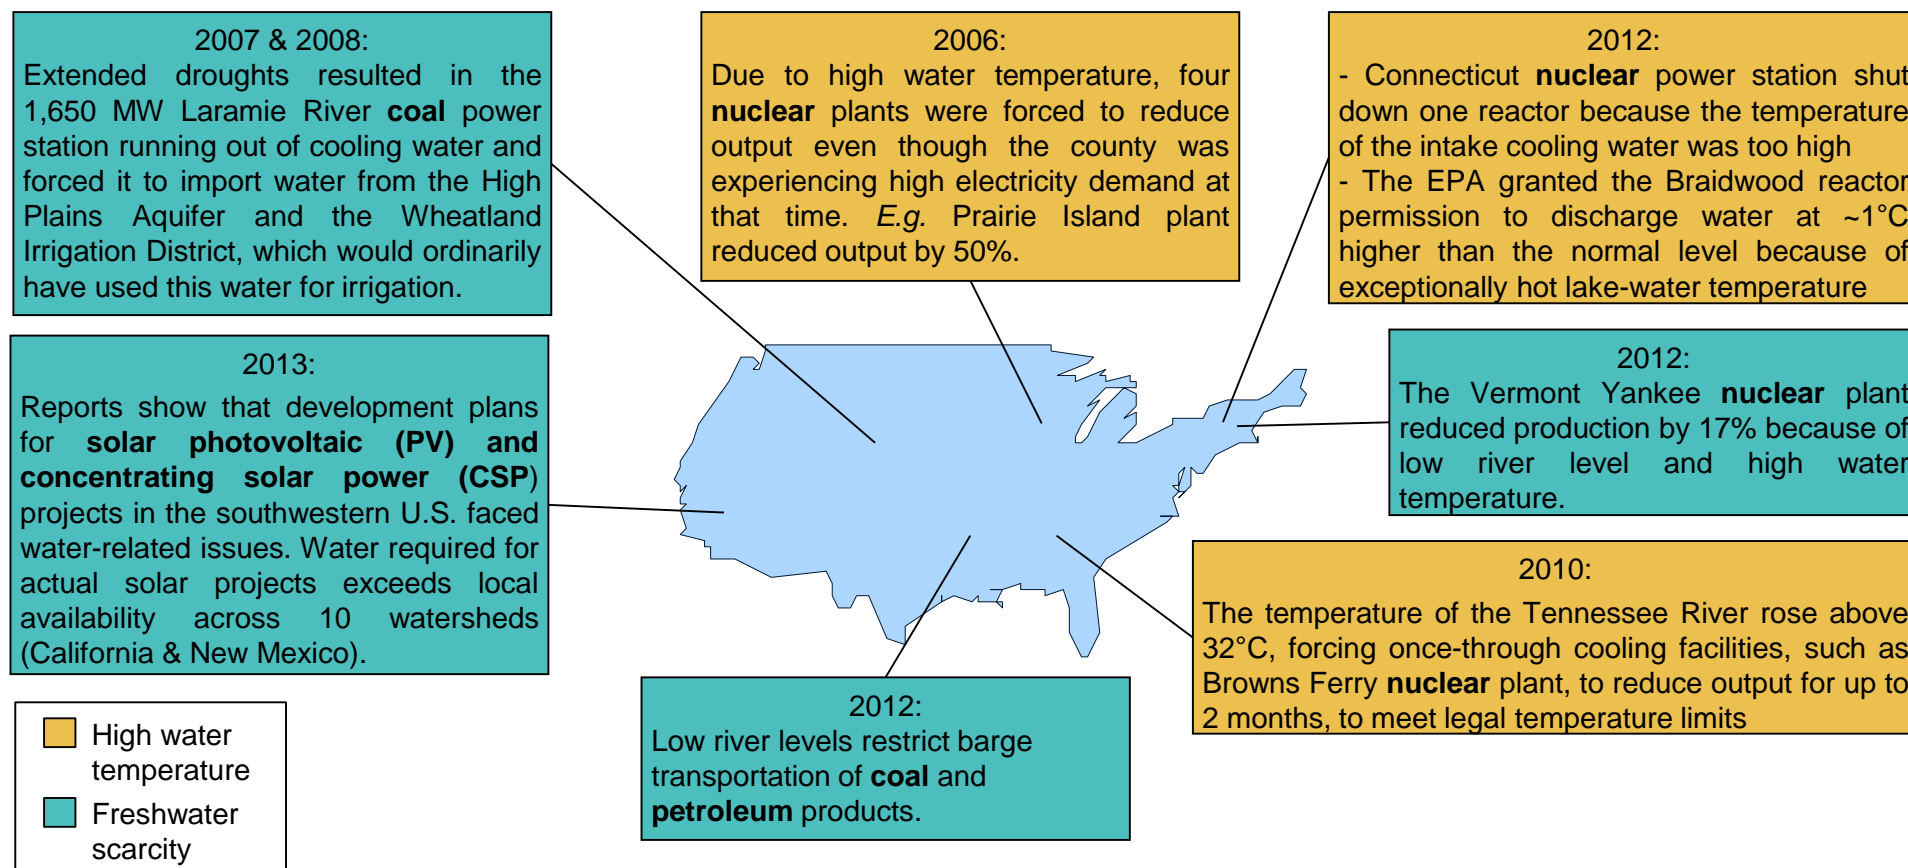 2007 & 2008:
Extended droughts resulted in the
1,650 MW Laramie River coal power
station running out of cooling water and
forced it to import water from the High
Plains Aquifer and the Wheatland
Irrigation District, which would ordinarily
have used this water for irrigation.
2006:
Due to high water temperature, four
nuclear plants were forced to reduce
output even though the county was
experiencing high electricity demand at
that time. E.g. Prairie Island plant
reduced output by 50%.
2012:
- Connecticut nuclear power station shut
down one reactor because the temperature
of the intake cooling water was too high
- The EPA granted the Braidwood reactor
permission to discharge water at ~1°C
higher than the normal level because of
exceptionally hot lake-water temperature
2013:
Reports show that development plans
for solar photovoltaic (PV) and
concentrating solar power (CSP)
projects in the southwestern U.S. faced
water-related issues. Water required for
actual solar projects exceeds local
availability across 10 watersheds
(California & New Mexico).
2012:
The Vermont Yankee nuclear plant
reduced production by 17% because of
low river level and high water
temperature.
2010:
The temperature of the Tennessee River rose above
32°C, forcing once-through cooling facilities, such as
Browns Ferry nuclear plant, to reduce output for up to
2 months, to meet legal temperature limits
2012:
Low river levels restrict barge
transportation of coal and
petroleum products.
High water
temperature
Freshwater
scarcity